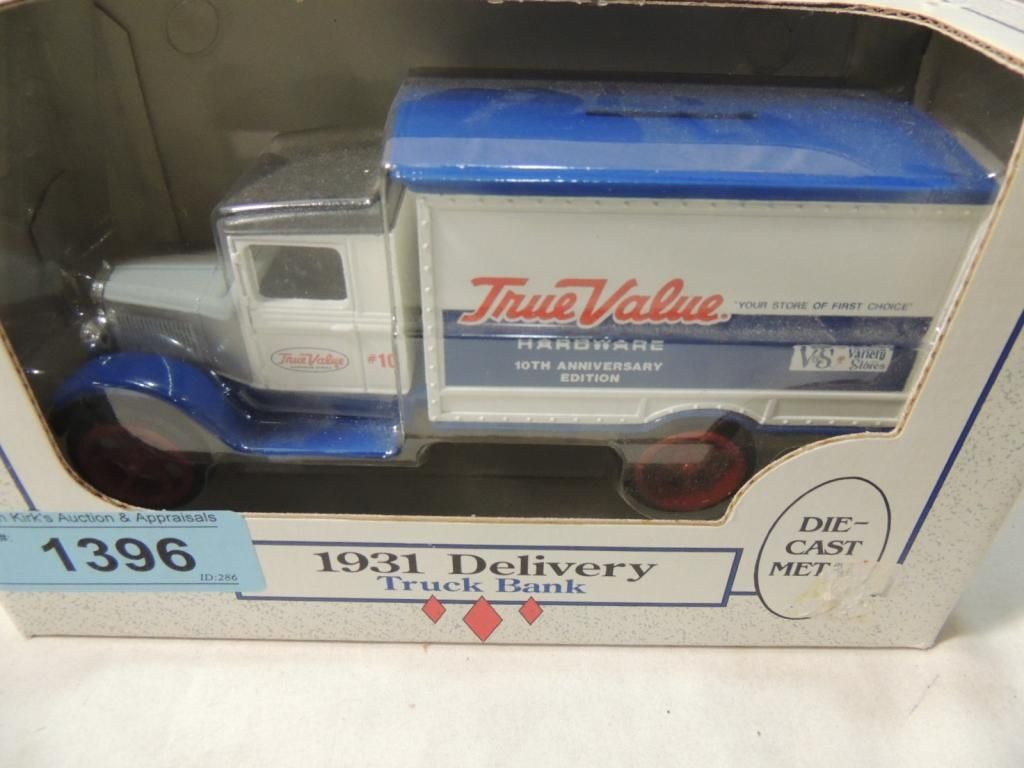 True Value
"YOUR STORE OF FIRST CHOICE"
HARDWARE
10TH ANNIVERSARY
EDITION
V&S Variety
Stores
True Value
#10
Kirk's Auction & Appraisals
#:
1396
ID:286
1931 Delivery
Truck Bank
DIE-
CAST